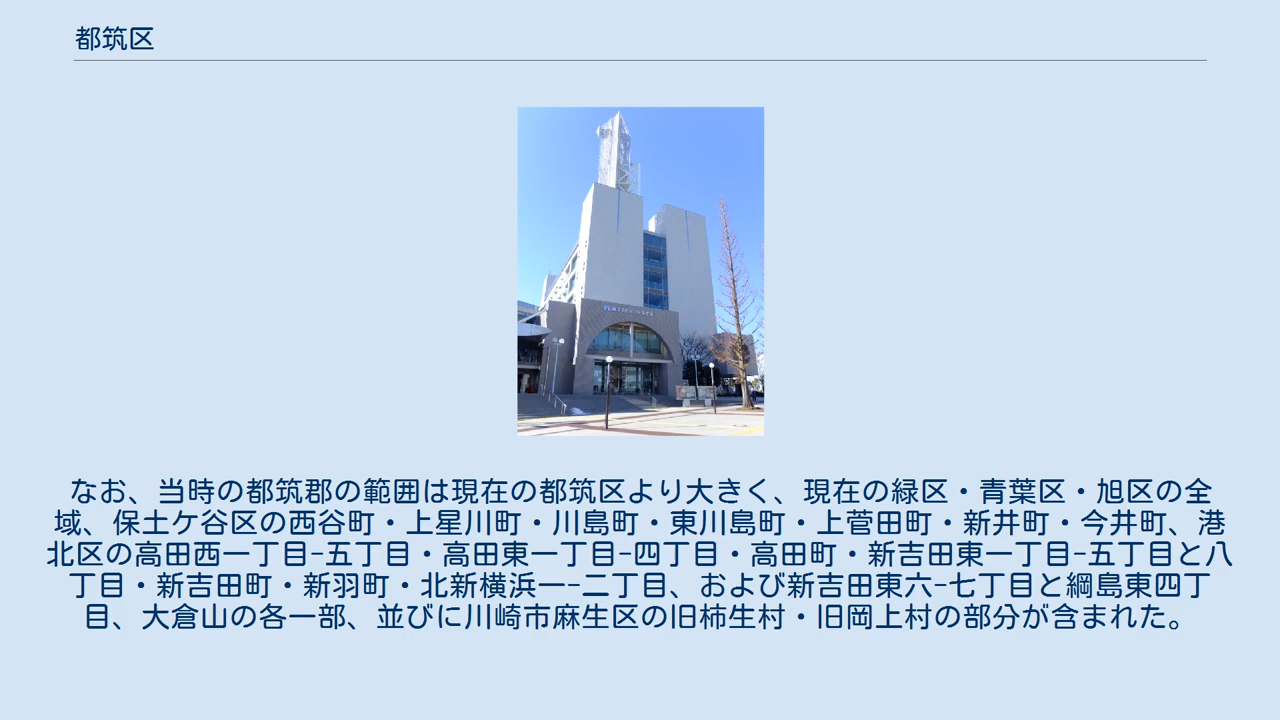 都筑区
なお、当時の都筑郡の範囲は現在の都筑区より大きく、現在の緑区・青葉区・旭区の全
域、保土ケ谷区の西谷町・上星川町・川島町・東川島町・上菅田町・新井町・今井町、港
北区の高田西一丁目-五丁目・高田東一丁目-四丁目・高田町・新吉田東一丁目-五丁目と八
丁目・新吉田町・新羽町・北新横浜一-二丁目、および新吉田東六-七丁目と綱島東四丁
目、大倉山の各一部、並びに川崎市麻生区の旧柿生村・旧岡上村の部分が含まれた。